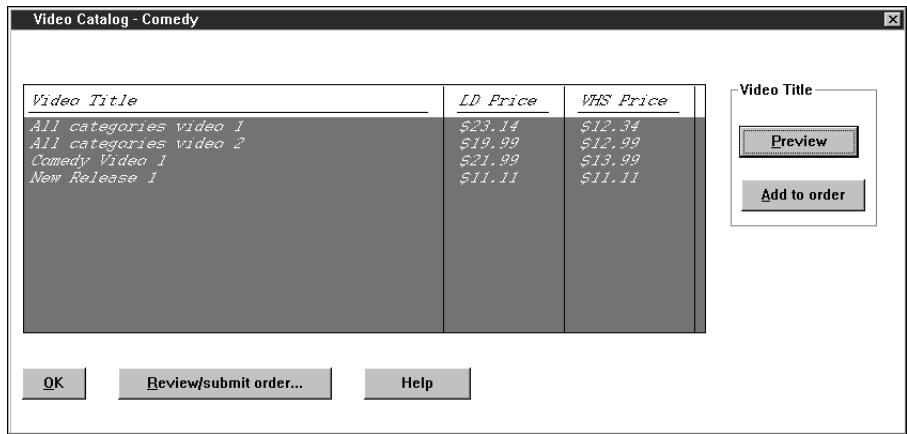 Video Catalog - Comedy
Video Title LD Price VHS Price
All categories video 1 $23.14 $12.34
All categories video 2 $19.99 $12.99
Comedy Video 1 $21.99 $13.99
New Release 1 $11.11 $11.11
Video Title
Preview
Add to order
OK Review/submit order... Help